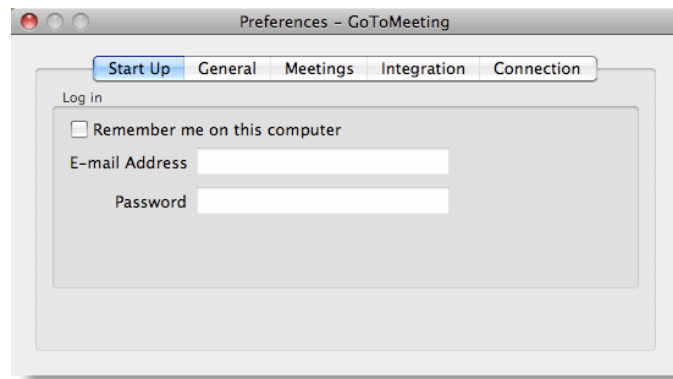 Preferences – GoToMeeting
Start Up General Meetings Integration Connection
Log in
Remember me on this computer
E-mail Address
Password